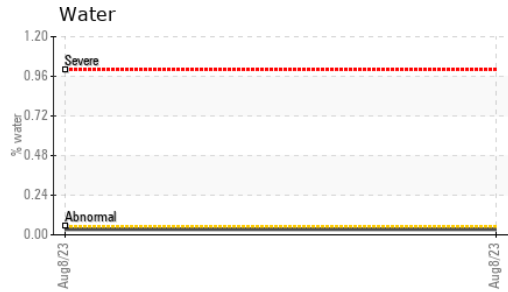 Water
1.20
0.96
0.72
0.48
0.24
0.00
% water
Severe
Abnormal
Aug8/23
Aug8/23